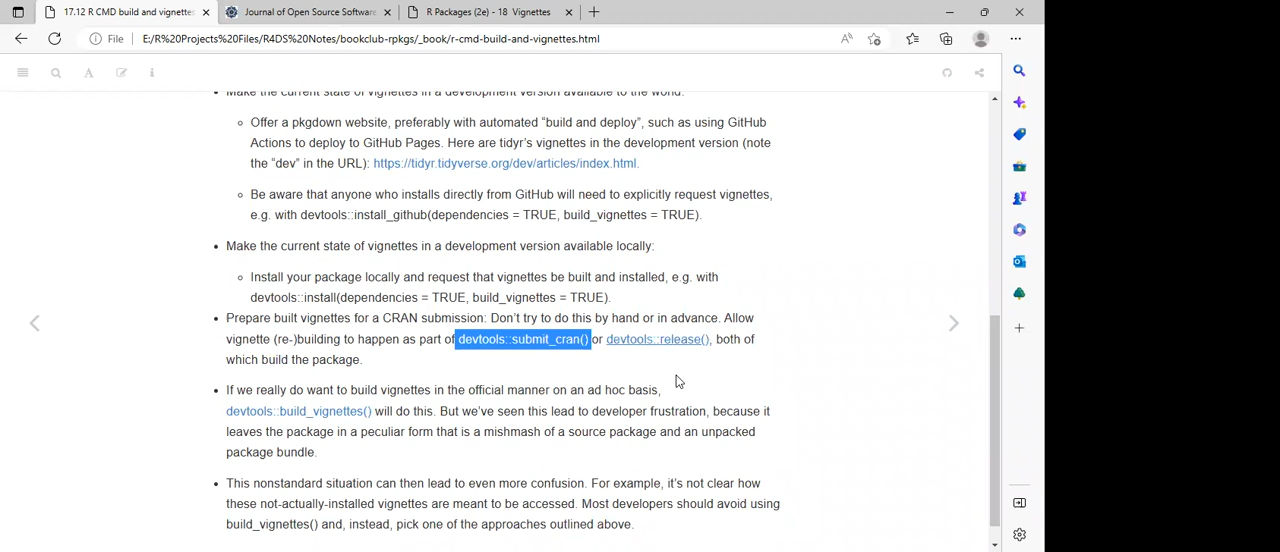 17.12 R CMD build and vignettes
Journal of Open Source Software
R Packages (2e) - 18 Vignettes
File
E:/R%20Projects%20Files/R4DS%20Notes/bookclub-rpkgs/_book/r-cmd-build-and-vignettes.html
Make the current state of vignettes in a development version available to the world:
Offer a pkgdown website, preferably with automated “build and deploy”, such as using GitHub
Actions to deploy to GitHub Pages. Here are tidyr’s vignettes in the development version (note
the “dev” in the URL): https://tidyr.tidyverse.org/dev/articles/index.html.
Be aware that anyone who installs directly from GitHub will need to explicitly request vignettes,
e.g. with devtools::install_github(dependencies = TRUE, build_vignettes = TRUE).
Make the current state of vignettes in a development version available locally:
Install your package locally and request that vignettes be built and installed, e.g. with
devtools::install(dependencies = TRUE, build_vignettes = TRUE).
Prepare built vignettes for a CRAN submission: Don’t try to do this by hand or in advance. Allow
vignette (re-)building to happen as part of devtools::submit_cran() or devtools::release(), both of
which build the package.
If we really do want to build vignettes in the official manner on an ad hoc basis,
devtools::build_vignettes() will do this. But we’ve seen this lead to developer frustration, because it
leaves the package in a peculiar form that is a mishmash of a source package and an unpacked
package bundle.
This nonstandard situation can then lead to even more confusion. For example, it’s not clear how
these not-actually-installed vignettes are meant to be accessed. Most developers should avoid using
build_vignettes() and, instead, pick one of the approaches outlined above.